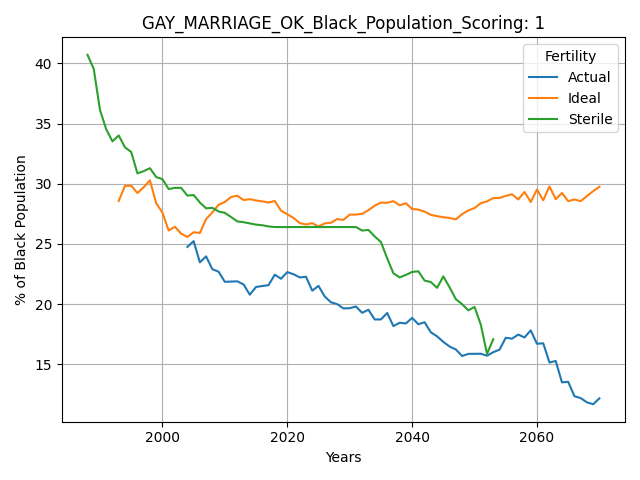 GAY_MARRIAGE_OK_Black_Population_Scoring: 1
Fertility
Actual
Ideal
Sterile
% of Black Population
40
35
30
25
20
15
2000
2020
2040
2060
Years